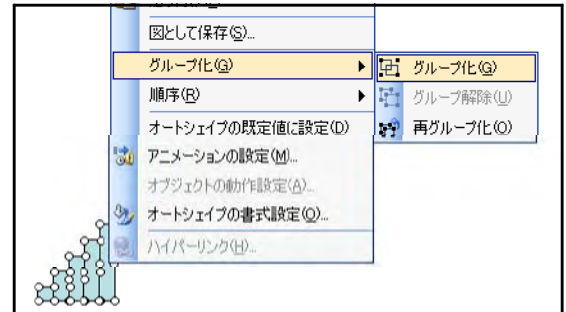 図として保存(S)...
グループ化(G)
順序(R)
オートシェイプの既定値に設定(D)
アニメーションの設定(M)...
オブジェクトの動作設定(A)...
オートシェイプの書式設定(O)...
ハイパーリンク(H)...
グループ化(G)
グループ解除(U)
再グループ化(O)